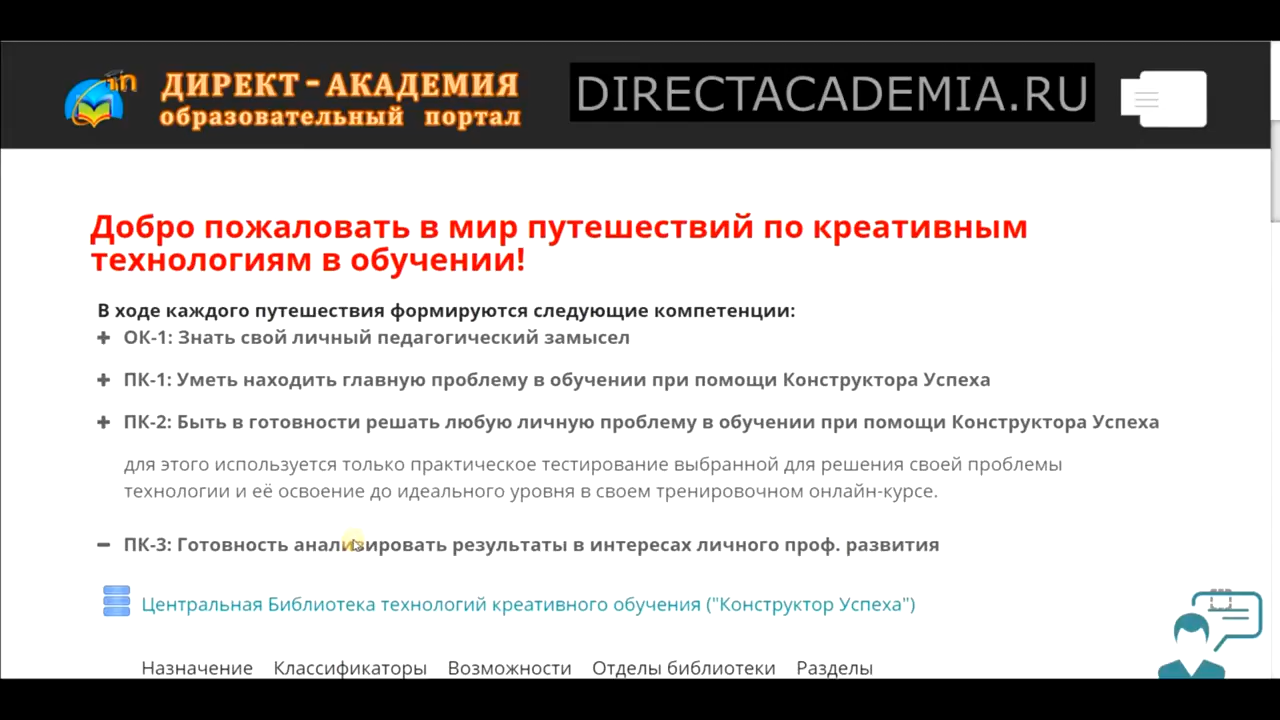 ДИРЕКТ-АКАДЕМИЯ
образовательный портал
DIRECTACADEMIA.RU
Добро пожаловать в мир путешествий по креативным
технологиям в обучении!
В ходе каждого путешествия формируются следующие компетенции:
ОК-1: Знать свой личный педагогический замысел
ПК-1: Уметь находить главную проблему в обучении при помощи Конструктора Успеха
ПК-2: Быть в готовности решать любую личную проблему в обучении при помощи Конструктора Успеха
для этого используется только практическое тестирование выбранной для решения своей проблемы
технологии и её освоение до идеального уровня в своем тренировочном онлайн-курсе.
ПК-3: Готовность анализировать результаты в интересах личного проф. развития
Центральная Библиотека технологий креативного обучения ("Конструктор Успеха")
Назначение Классификаторы Возможности Отделы библиотеки Разделы